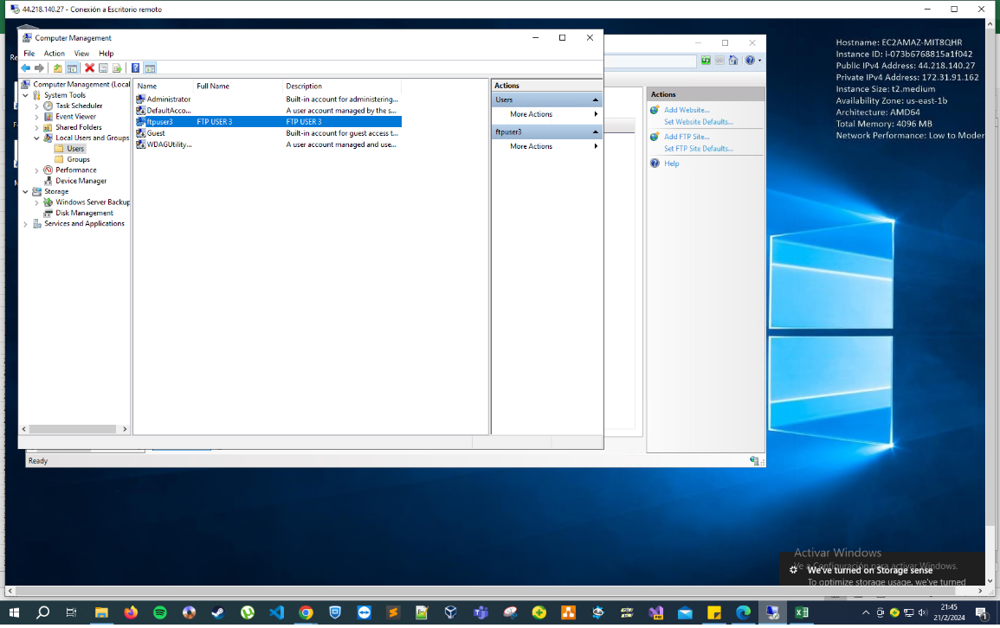 44.218.140.27 - Conexión a Escritorio remoto
Computer Management
File Action View Help
Computer Management (Local
System Tools
Task Scheduler
Event Viewer
Shared Folders
Local Users and Groups
Users
Groups
Performance
Device Manager
Storage
Windows Server Backup
Disk Management
Services and Applications
Name Full Name Description
Administrator Built-in account for administering...
DefaultAcco... A user account managed by the s...
ftpuser3 FTP USER 3 FTP USER 3
Guest Built-in account for guest access t...
WDAGUtility... A user account managed and use...
Actions
Users
More Actions
ftpuser3
More Actions
Actions
Add Website...
Set Website Defaults...
Add FTP Site...
Set FTP Site Defaults...
Help
Ready
Hostname: EC2AMAZ-MIT8QHR
Instance ID: i-073b6768815a1f042
Public IPv4 Address: 44.218.140.27
Private IPv4 Address: 172.31.91.162
Instance Size: t2.medium
Availability Zone: us-east-1b
Architecture: AMD64
Total Memory: 4096 MB
Network Performance: Low to Moder
Activar Windows
Ve a Configuración para activar Windows.
We've turned on Storage sense
To optimize storage usage, we've turned
21:45
21/2/2024